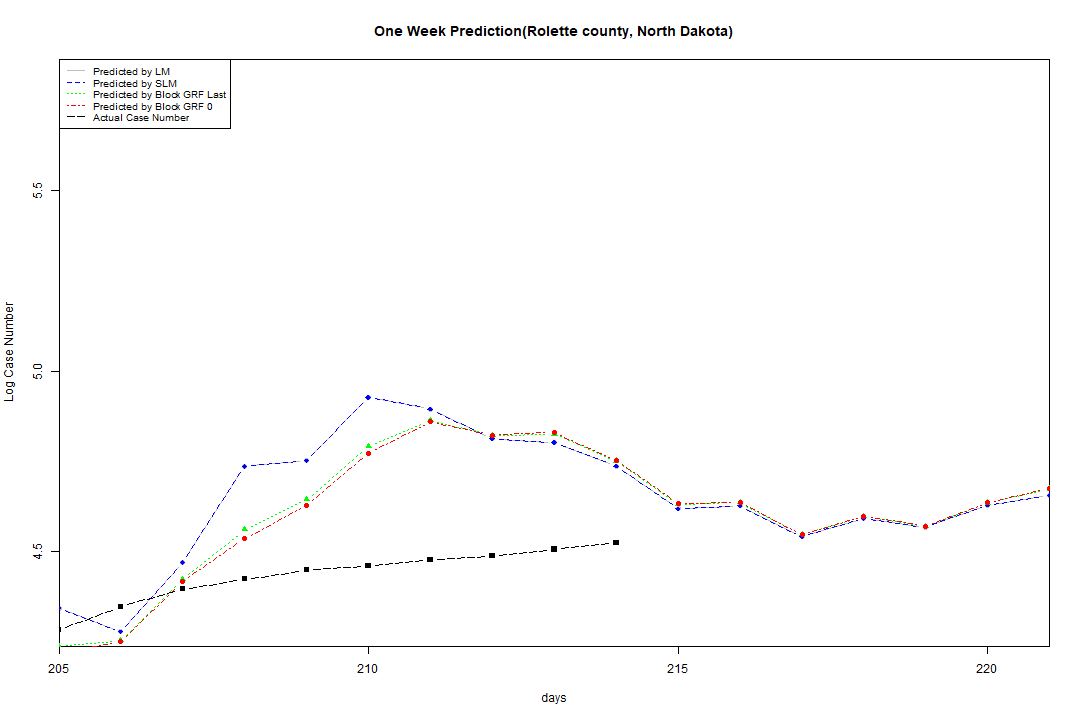 One Week Prediction(Rolette county, North Dakota)
Predicted by LM
Predicted by SLM
Predicted by Block GRF Last
Predicted by Block GRF 0
Actual Case Number
5.5
5.0
4.5
Log Case Number
205
210
215
220
days